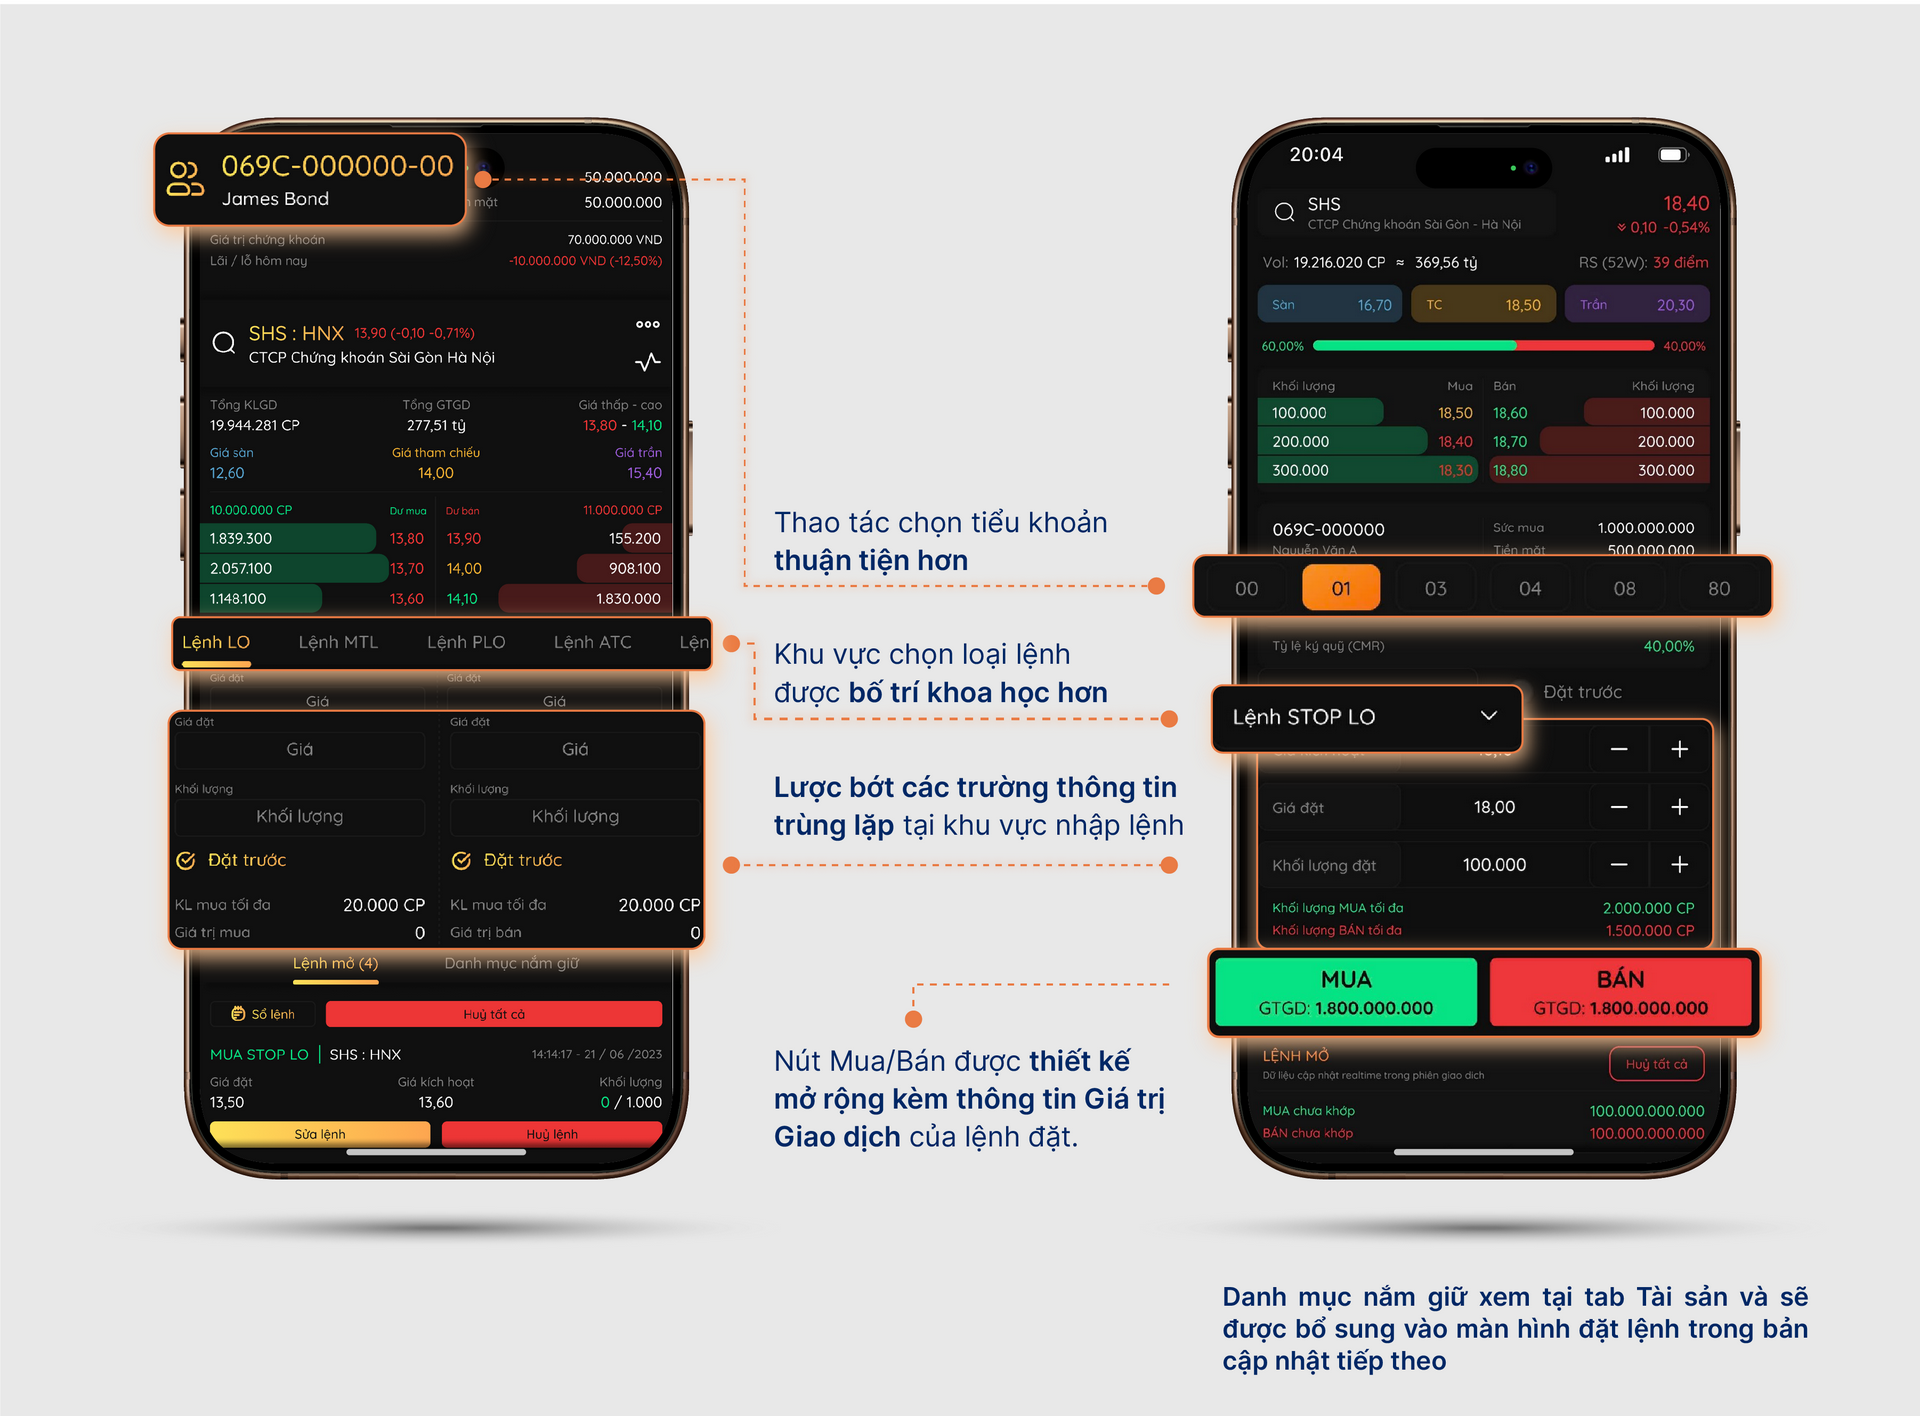 069C-000000-00
James Bond
50.000.000
mặt 50.000.000
Giá trị chứng khoán 70.000.000 VND
Lãi / lỗ hôm nay -10.000.000 VND (-12,50%)
SHS : HNX 13,90 (-0,10 -0,71%)
CTCP Chứng khoán Sài Gòn Hà Nội
Tổng KLGD Tổng GTGD Giá thấp - cao
19.944.281 CP 277,51 tỷ 13,80 - 14,10
Giá sàn Giá tham chiếu Giá trần
12,60 14,00 15,40
10.000.000 CP Dư mua Dư bán 11.000.000 CP
1.839.300 13,80 13,90 155.200
2.057.100 13,70 14,00 908.100
1.148.100 13,60 14,10 1.830.000
Lệnh LO Lệnh MTL Lệnh PLO Lệnh ATC Lện
Giá đặt Giá đặt
Giá Giá
Giá đặt Giá đặt
Giá Giá
Khối lượng Khối lượng
Khối lượng Khối lượng
Đặt trước Đặt trước
KL mua tối đa 20.000 CP KL mua tối đa 20.000 CP
Giá trị mua 0 Giá trị bán 0
Lệnh mở (4) Danh mục nắm giữ
Sổ lệnh Huỷ tất cả
MUA STOP LO | SHS : HNX 14:14:17 - 21 / 06 /2023
Giá đặt Giá kích hoạt Khối lượng
13,50 13,60 0 / 1.000
Sửa lệnh Huỷ lệnh
Thao tác chọn tiểu khoản
thuận tiện hơn
Khu vực chọn loại lệnh
được bố trí khoa học hơn
Lược bớt các trường thông tin
trùng lặp tại khu vực nhập lệnh
Nút Mua/Bán được thiết kế
mở rộng kèm thông tin Giá trị
Giao dịch của lệnh đặt.
20:04
SHS 18,40
CTCP Chứng khoán Sài Gòn - Hà Nội 0,10 -0,54%
Vol: 19.216.020 CP ≈ 369,56 tỷ RS (52W): 39 điểm
Sàn 16,70 TC 18,50 Trần 20,30
60,00% 40,00%
Khối lượng Mua Bán Khối lượng
100.000 18,50 18,60 100.000
200.000 18,40 18,70 200.000
300.000 18,30 18,80 300.000
069C-000000 Sức mua 1.000.000.000
Nguyễn Văn A Tiền mặt 500.000.000
00 01 03 04 08 80
Tỷ lệ ký quỹ (CMR) 40,00%
Đặt trước
Lệnh STOP LO
− +
Giá đặt 18,00 − +
Khối lượng đặt 100.000 − +
Khối lượng MUA tối đa 2.000.000 CP
Khối lượng BÁN tối đa 1.500.000 CP
MUA BÁN
GTGD: 1.800.000.000 GTGD: 1.800.000.000
LỆNH MỞ Huỷ tất cả
Dữ liệu cập nhật realtime trong phiên giao dịch
MUA chưa khớp 100.000.000.000
BÁN chưa khớp 100.000.000.000
Danh mục nắm giữ xem tại tab Tài sản và sẽ
được bổ sung vào màn hình đặt lệnh trong bản
cập nhật tiếp theo